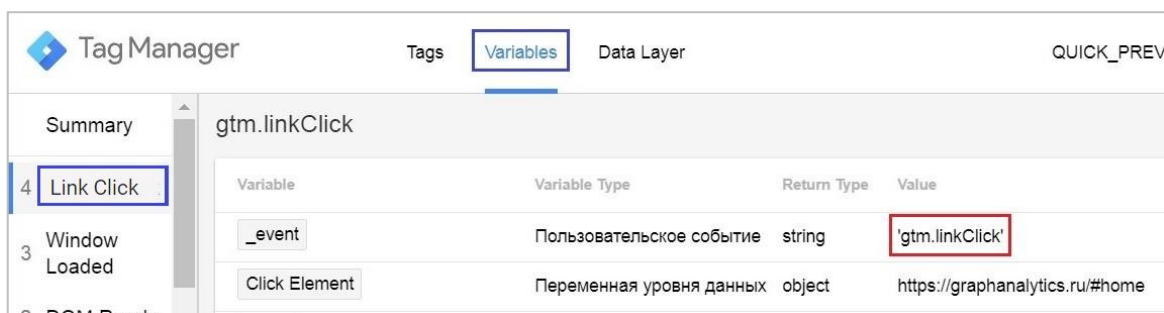 Tag Manager
Tags Variables Data Layer QUICK_PREV
Summary
gtm.linkClick
4 Link Click
Variable Variable Type Return Type Value
3 Window Loaded
_event Пользовательское событие string 'gtm.linkClick'
Click Element Переменная уровня данных object https://graphanalytics.ru/#home